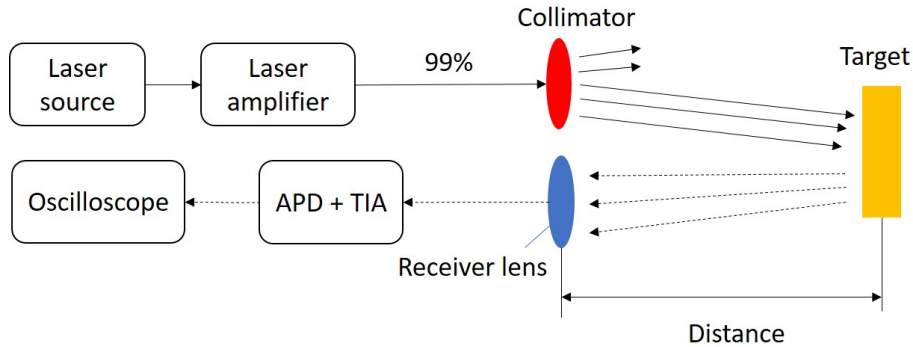 Collimator
Laser
source
Laser
amplifier
99%
Target
Oscilloscope
APD + TIA
Receiver lens
Distance